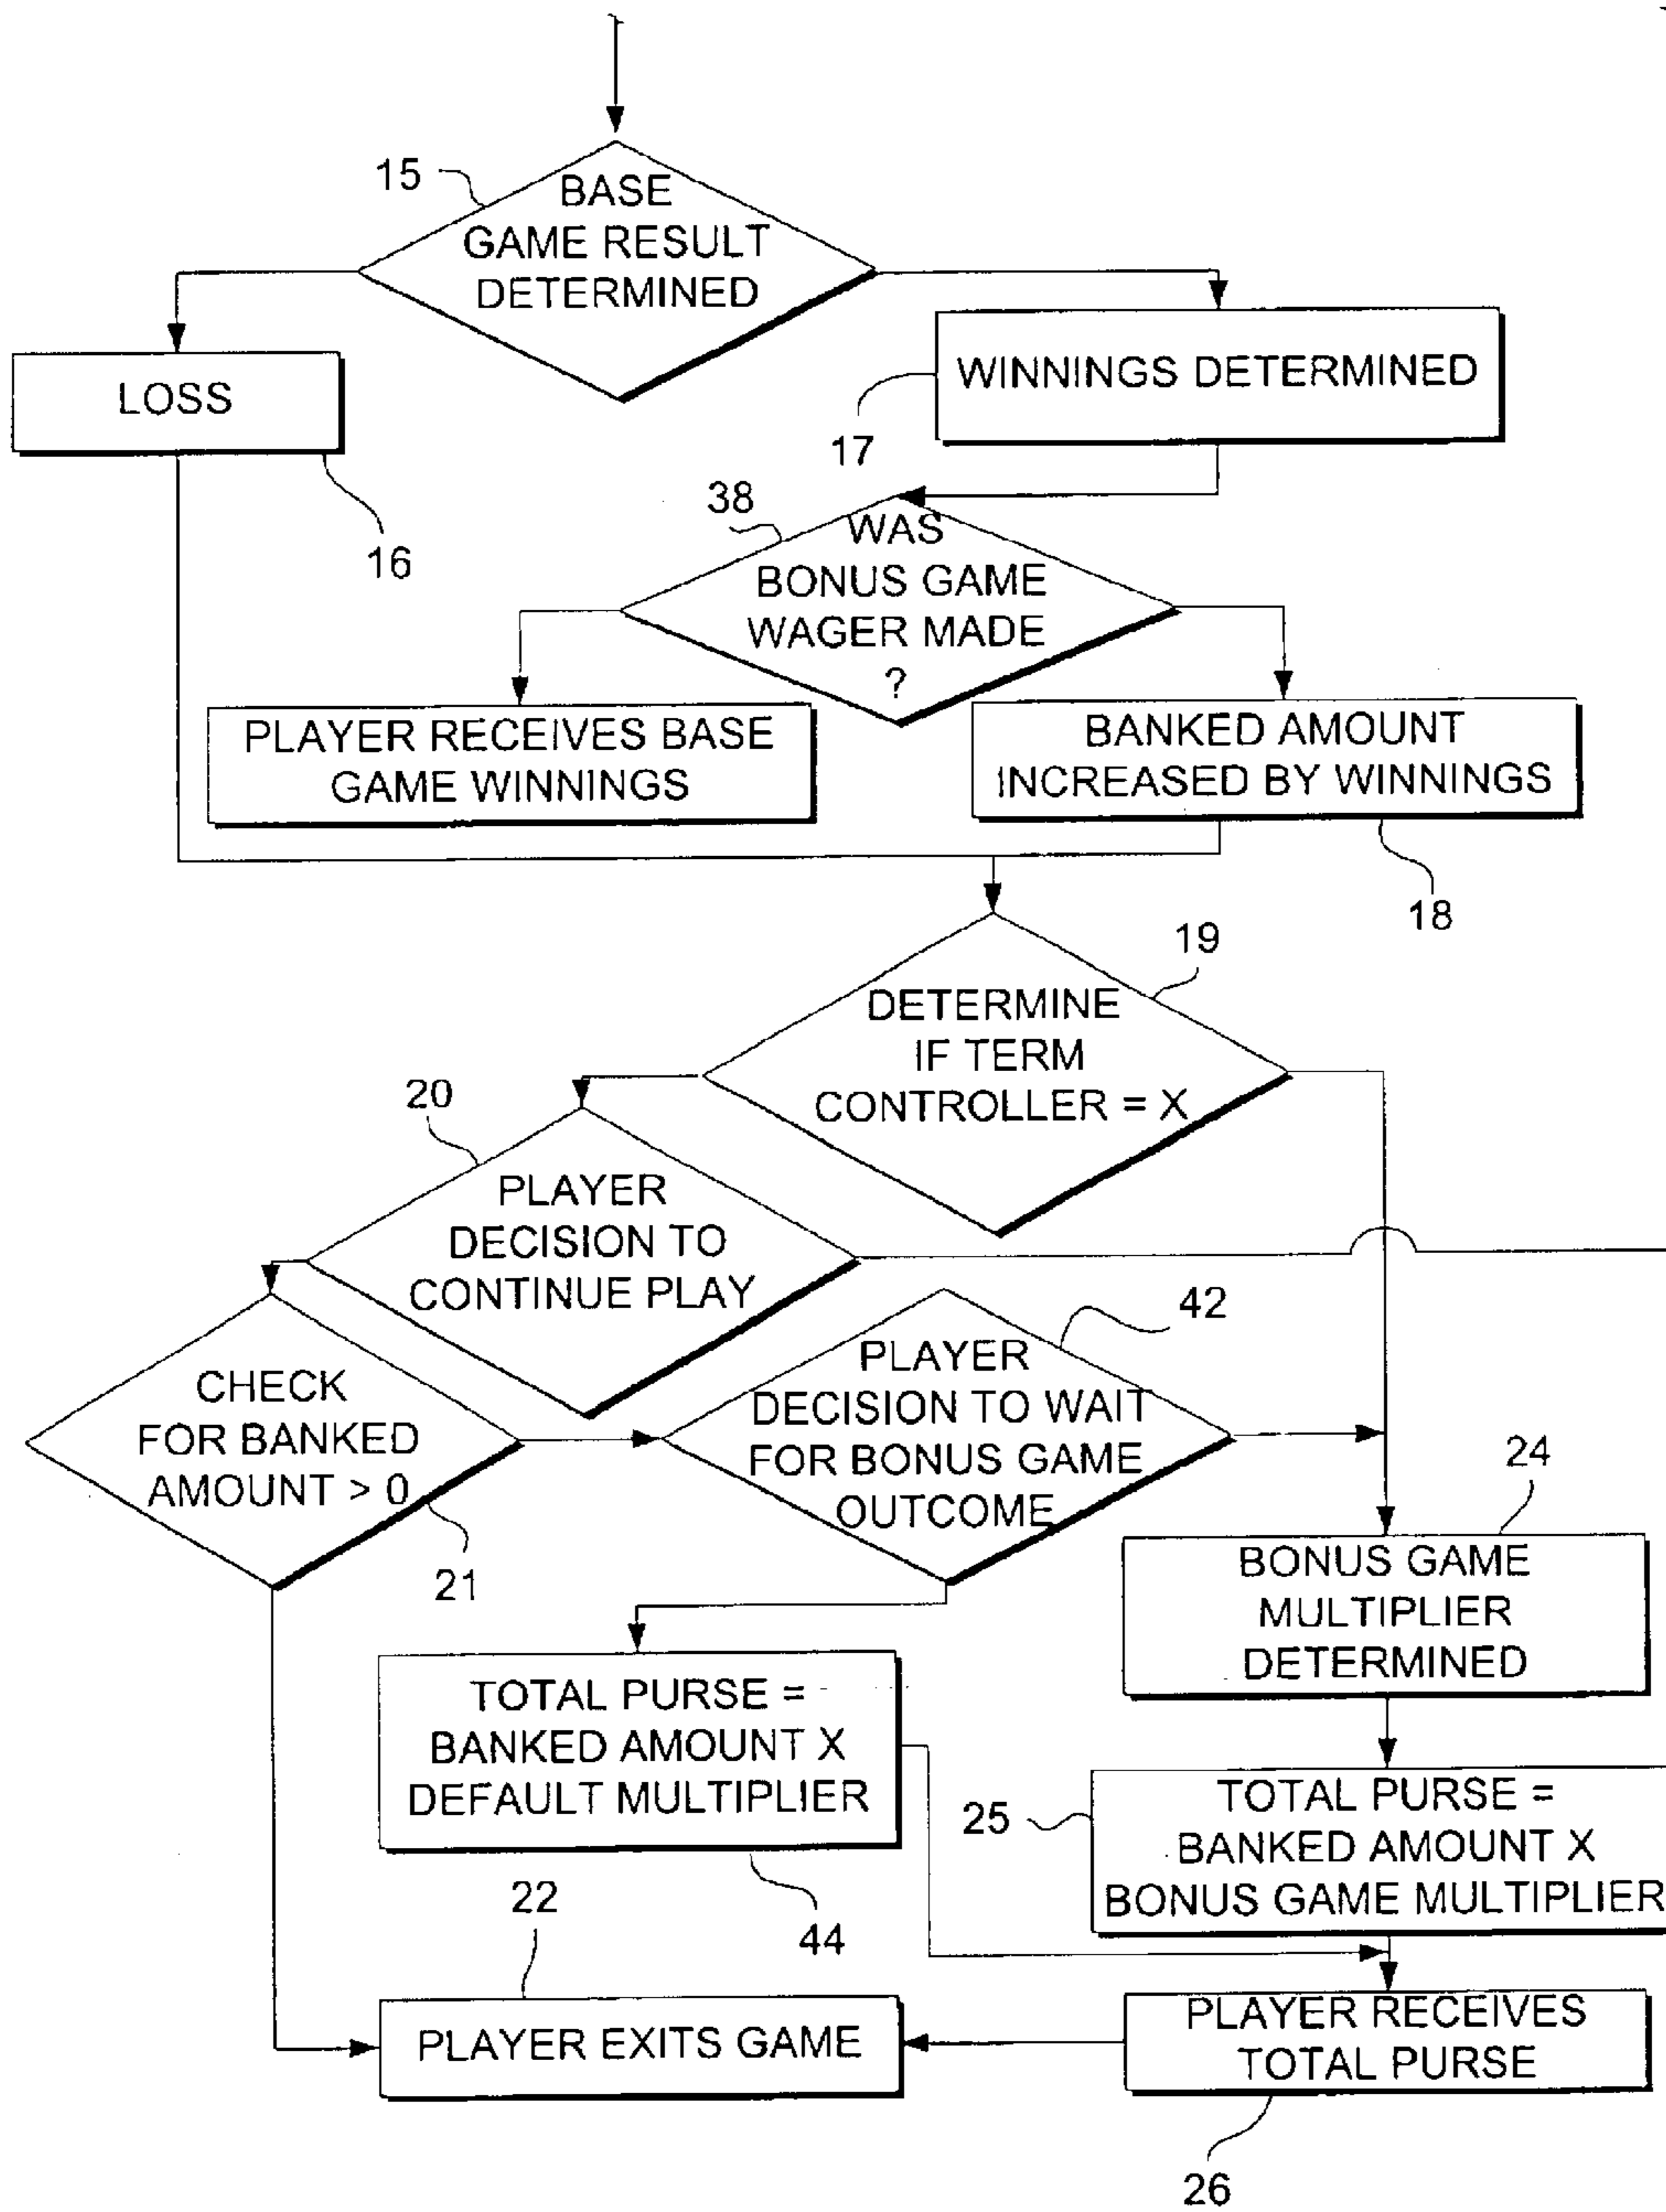 15
BASE
GAME RESULT
DETERMINED
LOSS
16
WINNINGS DETERMINED
17
38
WAS
BONUS GAME
WAGER MADE
?
PLAYER RECEIVES BASE
GAME WINNINGS
BANKED AMOUNT
INCREASED BY WINNINGS
18
19
DETERMINE
IF TERM
CONTROLLER = X
20
PLAYER
DECISION TO
CONTINUE PLAY
CHECK
FOR BANKED
AMOUNT > 0
21
42
PLAYER
DECISION TO WAIT
FOR BONUS GAME
OUTCOME
24
BONUS GAME
MULTIPLIER
DETERMINED
TOTAL PURSE =
BANKED AMOUNT X
DEFAULT MULTIPLIER
44
25
TOTAL PURSE =
BANKED AMOUNT X
BONUS GAME MULTIPLIER
22
PLAYER EXITS GAME
PLAYER RECEIVES
TOTAL PURSE
26